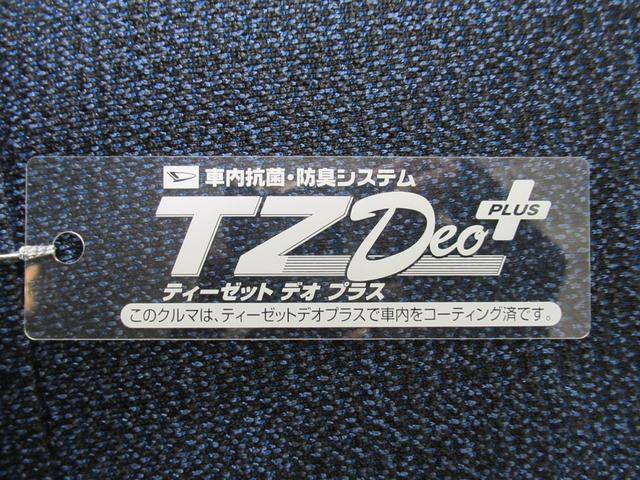 車内抗菌・防臭システム
TZ Deo PLUS
ティーゼット デオ プラス
このクルマは、ティーゼットデオプラスで車内をコーティング済です。